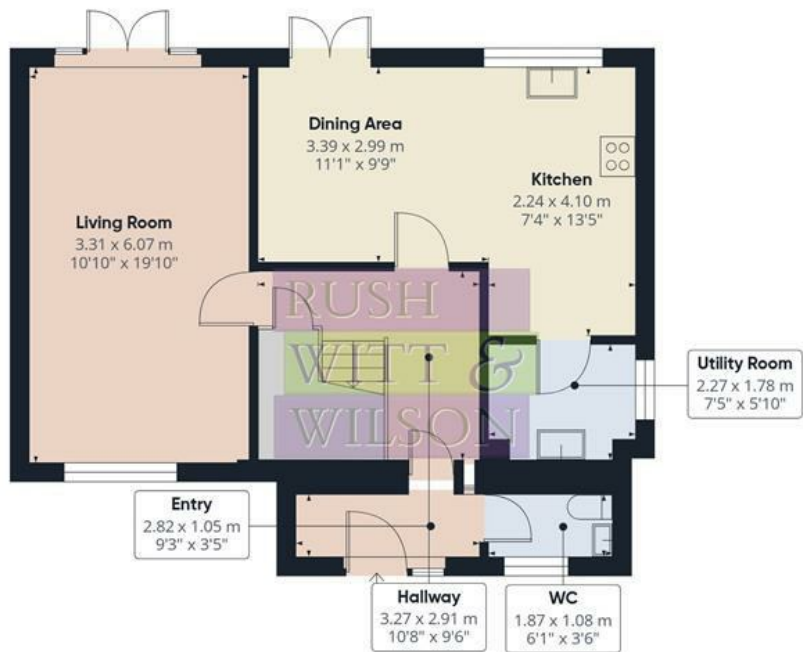 Dining Area
3.39 x 2.99 m
11'1" x 9'9"
Kitchen
2.24 x 4.10 m
7'4" x 13'5"
Living Room
3.31 x 6.07 m
10'10" x 19'10"
RUSH
WITT &
WILSON
Utility Room
2.27 x 1.78 m
7'5" x 5'10"
Entry
2.82 x 1.05 m
9'3" x 3'5"
Hallway
3.27 x 2.91 m
10'8" x 9'6"
WC
1.87 x 1.08 m
6'1" x 3'6"